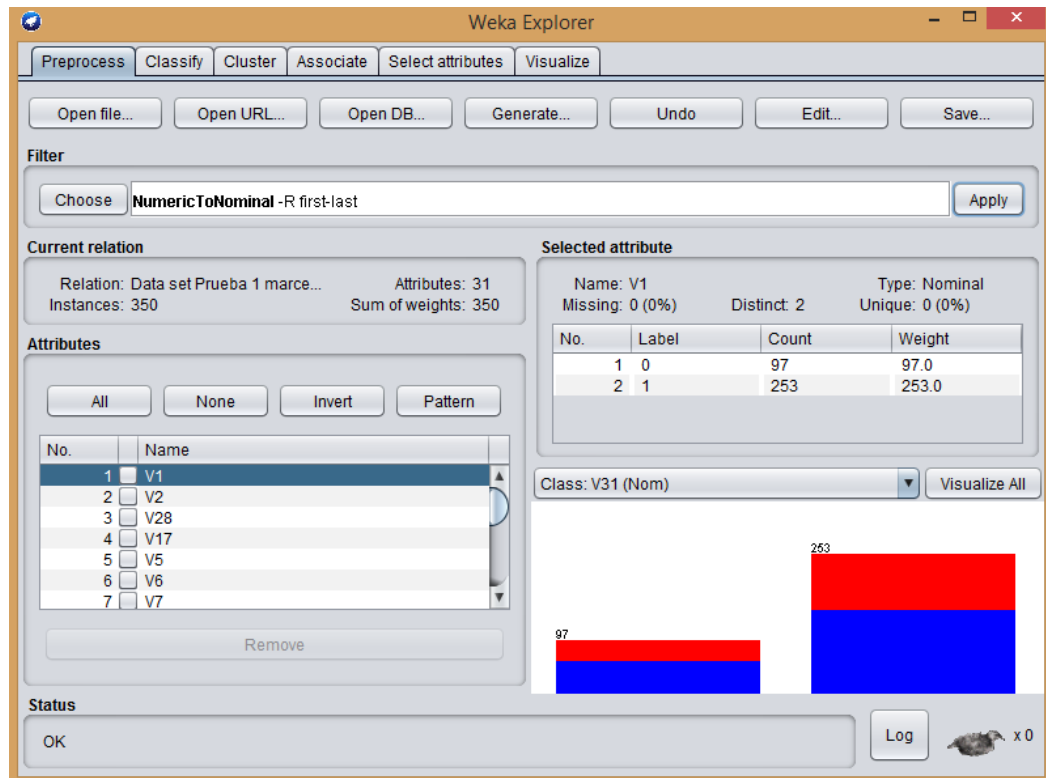 Weka Explorer
Preprocess Classify Cluster Associate Select attributes Visualize
Open file... Open URL... Open DB... Generate... Undo Edit... Save...
Filter
Choose NumericToNominal -R first-last Apply
Current relation
Relation: Data set Prueba 1 marce... Attributes: 31
Instances: 350 Sum of weights: 350
Selected attribute
Name: V1 Type: Nominal
Missing: 0 (0%) Distinct: 2 Unique: 0 (0%)
No. Label Count Weight
1 0 97 97.0
2 1 253 253.0
Attributes
All None Invert Pattern
No. Name
1 V1
2 V2
3 V28
4 V17
5 V5
6 V6
7 V7
Remove
Class: V31 (Nom) Visualize All
253
97
Status
OK
Log x 0